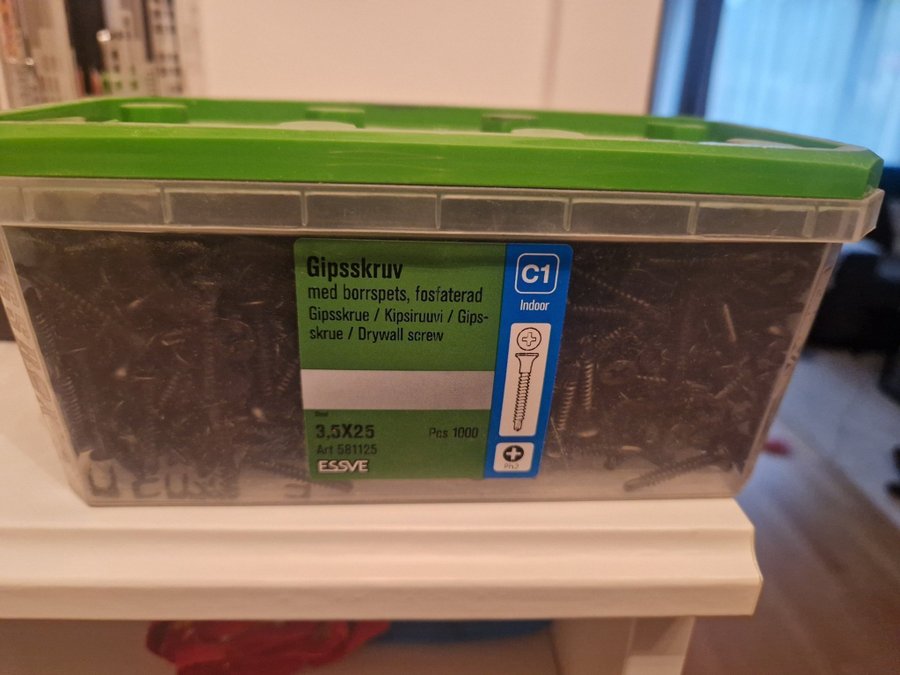 Gipsskruv
med borrspets, fosfaterad
Gipsskrue / Kipsiruuvi / Gips-
skrue / Drywall screw
3,5X25
Pcs 1000
Art 581125
ESSVE
C1
Indoor
Ph2